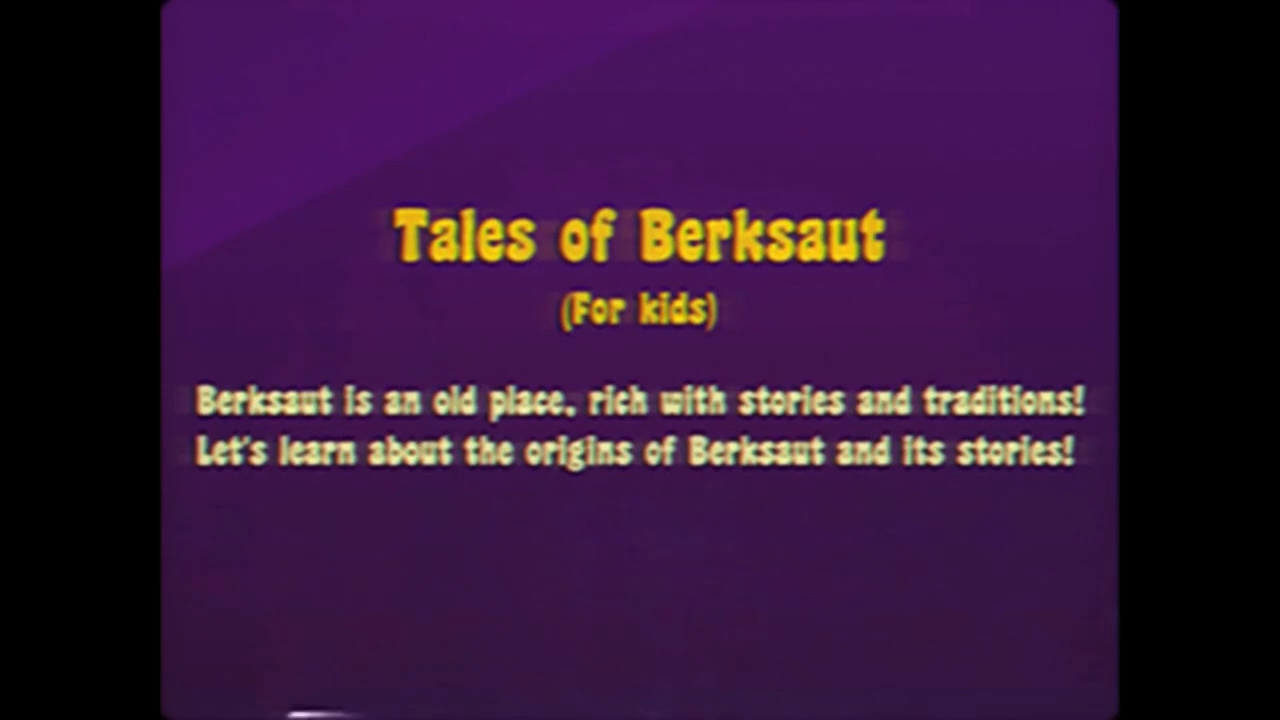 Tales of Berksaut
(For kids)
Berksaut is an old place, rich with stories and traditions!
Let's learn about the origins of Berksaut and its stories!